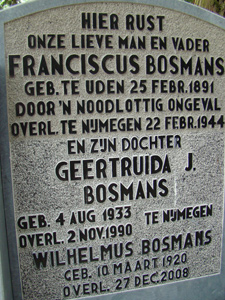 HIER RUST
ONZE LIEVE MAN EN VADER
FRANCISCUS BOSMANS
GEB. TE UDEN 25 FEBR. 1891
DOOR'N NOODLOTTIG ONGEVAL
OVERL. TE NIJMEGEN 22 FEBR. 1944
EN ZIJN DOCHTER
GEERTRUIDA J.
BOSMANS
GEB. 4 AUG 1933 TE NIJMEGEN
OVERL. 2 NOV. 1990
WILHELMUS BOSMANS
GEB. 10 MAART 1920
OVERL. 27 DEC. 2008